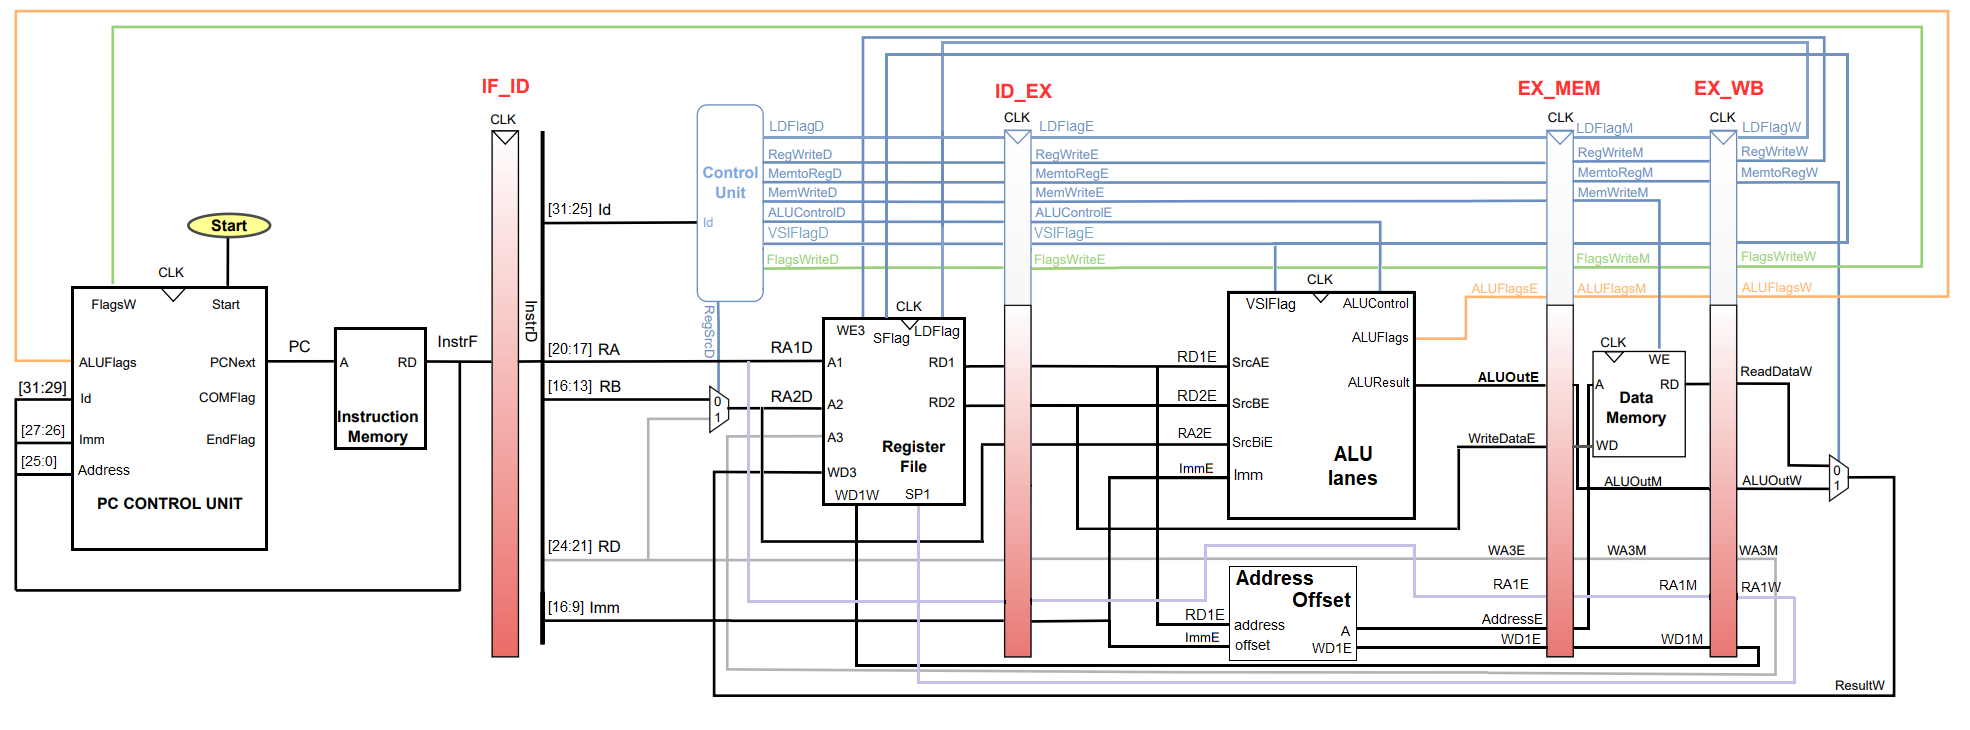 IF_ID
CLK
ID_EX
CLK
EX_MEM
CLK
EX_WB
CLK
Start
CLK
FlagsW
Start
ALUFlags
PCNext
[31:29]
Id
COMFlag
[27:26]
Imm
EndFlag
[25:0]
Address
PC CONTROL UNIT
PC
A
RD
Instruction
Memory
InstrF
InstrD
[31:25] Id
[20:17] RA
[16:13] RB
[24:21] RD
[16:9] Imm
Control
Unit
Id
RegSrcD
LDFlagD
RegWriteD
MemtoRegD
MemWriteD
ALUControlD
VSIFlagD
FlagsWriteD
0
1
RA1D
RA2D
CLK
WE3
SFlag
LDFlag
A1
RD1
A2
RD2
A3
Register
File
WD3
WD1W
SP1
LDFlagE
RegWriteE
MemtoRegE
MemWriteE
ALUControlE
VSIFlagE
FlagsWriteE
RD1E
RD2E
RA2E
ImmE
CLK
VSIFlag
ALUControl
ALUFlags
SrcAE
ALUResult
SrcBE
SrcBiE
Imm
ALU
lanes
ALUFlagsE
ALUOutE
WriteDataE
WA3E
RA1E
RD1E
ImmE
Address
Offset
address
A
offset
WD1E
AddressE
WD1E
LDFlagM
RegWriteM
MemtoRegM
MemWriteM
FlagsWriteM
ALUFlagsM
CLK
WE
A
RD
Data
Memory
WD
ALUOutM
WA3M
RA1M
WD1M
LDFlagW
RegWriteW
MemtoRegW
FlagsWriteW
ALUFlagsW
ReadDataW
0
1
ALUOutW
WA3M
RA1W
ResultW